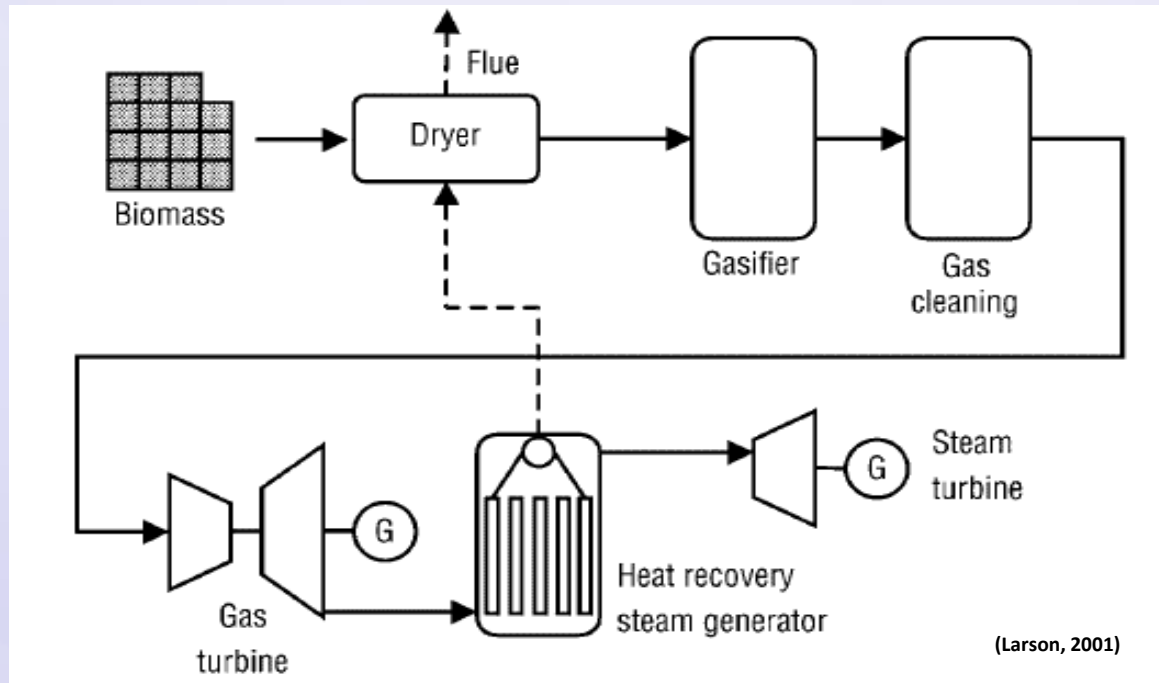 Flue
Dryer
Biomass
Gasifier
Gas
cleaning
G
Steam
turbine
G
Heat recovery
steam generator
Gas
turbine
(Larson, 2001)